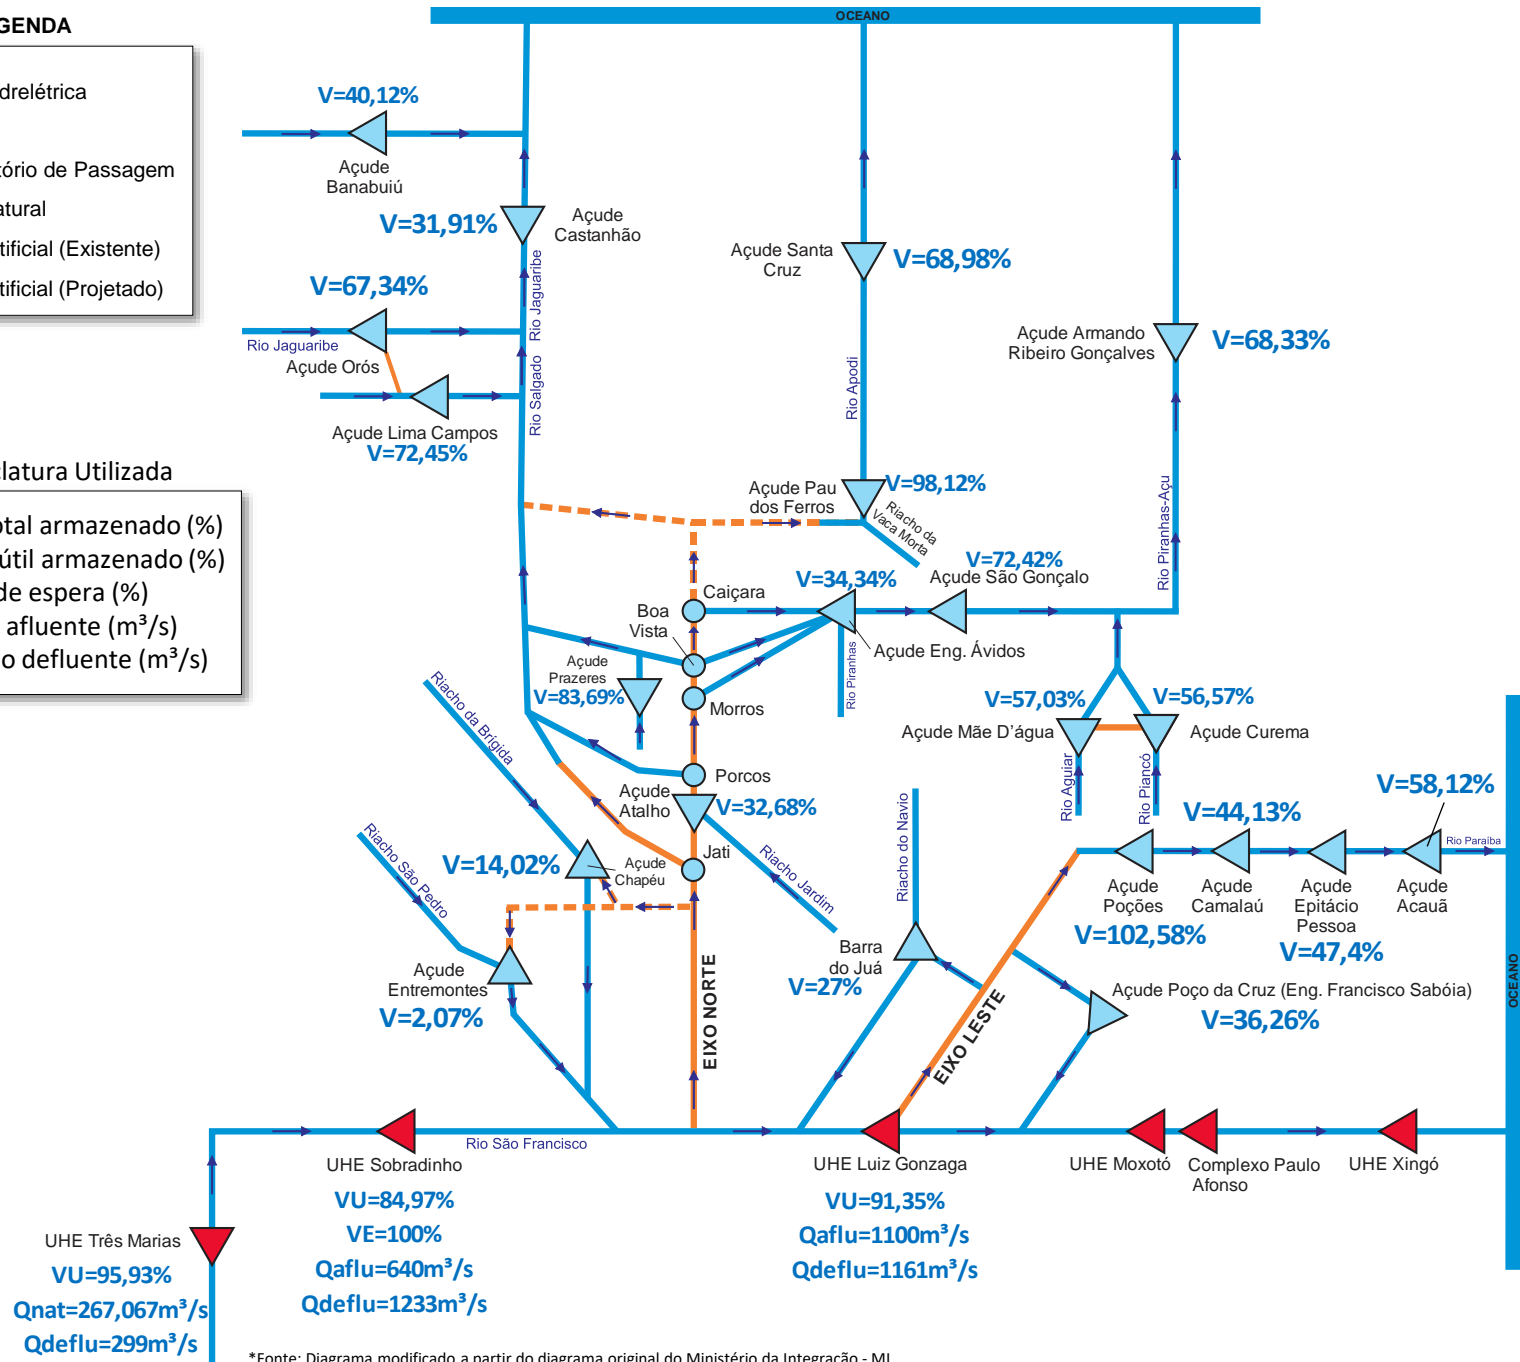 GENDA
drelétrica
tório de Passagem
atural
tificial (Existente)
tificial (Projetado)
clatura Utilizada
otal armazenado (%)
útil armazenado (%)
de espera (%)
afluente (m³/s)
o defluente (m³/s)
OCEANO
V=40,12%
Açude
Banabuiú
V=31,91%
Açude
Castanhão
Rio Jaguaribe
V=67,34%
Rio Jaguaribe
Açude Orós
Rio Salgado
Açude Lima Campos
V=72,45%
Açude Santa
Cruz
V=68,98%
Rio Apodi
Açude Armando
Ribeiro Gonçalves
V=68,33%
Rio Piranhas-Açu
Açude Pau
dos Ferros
V=98,12%
Riacho da
Vaca Morta
V=72,42%
Açude São Gonçalo
V=34,34%
Açude Eng. Ávidos
Rio Piranhas
Caiçara
Boa
Vista
Morros
Açude
Prazeres
V=83,69%
Porcos
Açude
Atalho
V=32,68%
Jati
Riacho Jardim
Riacho da Brígida
Riacho São Pedro
V=14,02%
Açude
Chapéu
Açude
Entremontes
V=2,07%
EIXO NORTE
V=57,03%
Açude Mãe D'água
V=56,57%
Açude Curema
Rio Aguiar
Rio Piancó
Riacho do Navio
Barra
do Juá
V=27%
EIXO LESTE
V=44,13%
V=58,12%
Rio Paraiba
Açude
Poções
V=102,58%
Açude
Camalaú
Açude
Epitácio
Pessoa
V=47,4%
Açude
Acauã
Açude Poço da Cruz (Eng. Francisco Sabóia)
V=36,26%
OCEANO
Rio São Francisco
UHE Sobradinho
VU=84,97%
VE=100%
Qaflu=640m³/s
Qdeflu=1233m³/s
UHE Luiz Gonzaga
VU=91,35%
Qaflu=1100m³/s
Qdeflu=1161m³/s
UHE Moxotó
Complexo Paulo
Afonso
UHE Xingó
UHE Três Marias
VU=95,93%
Qnat=267,067m³/s
Qdeflu=299m³/s
*Fonte: Diagrama modificado a partir do diagrama original do Ministério da Integração - MI